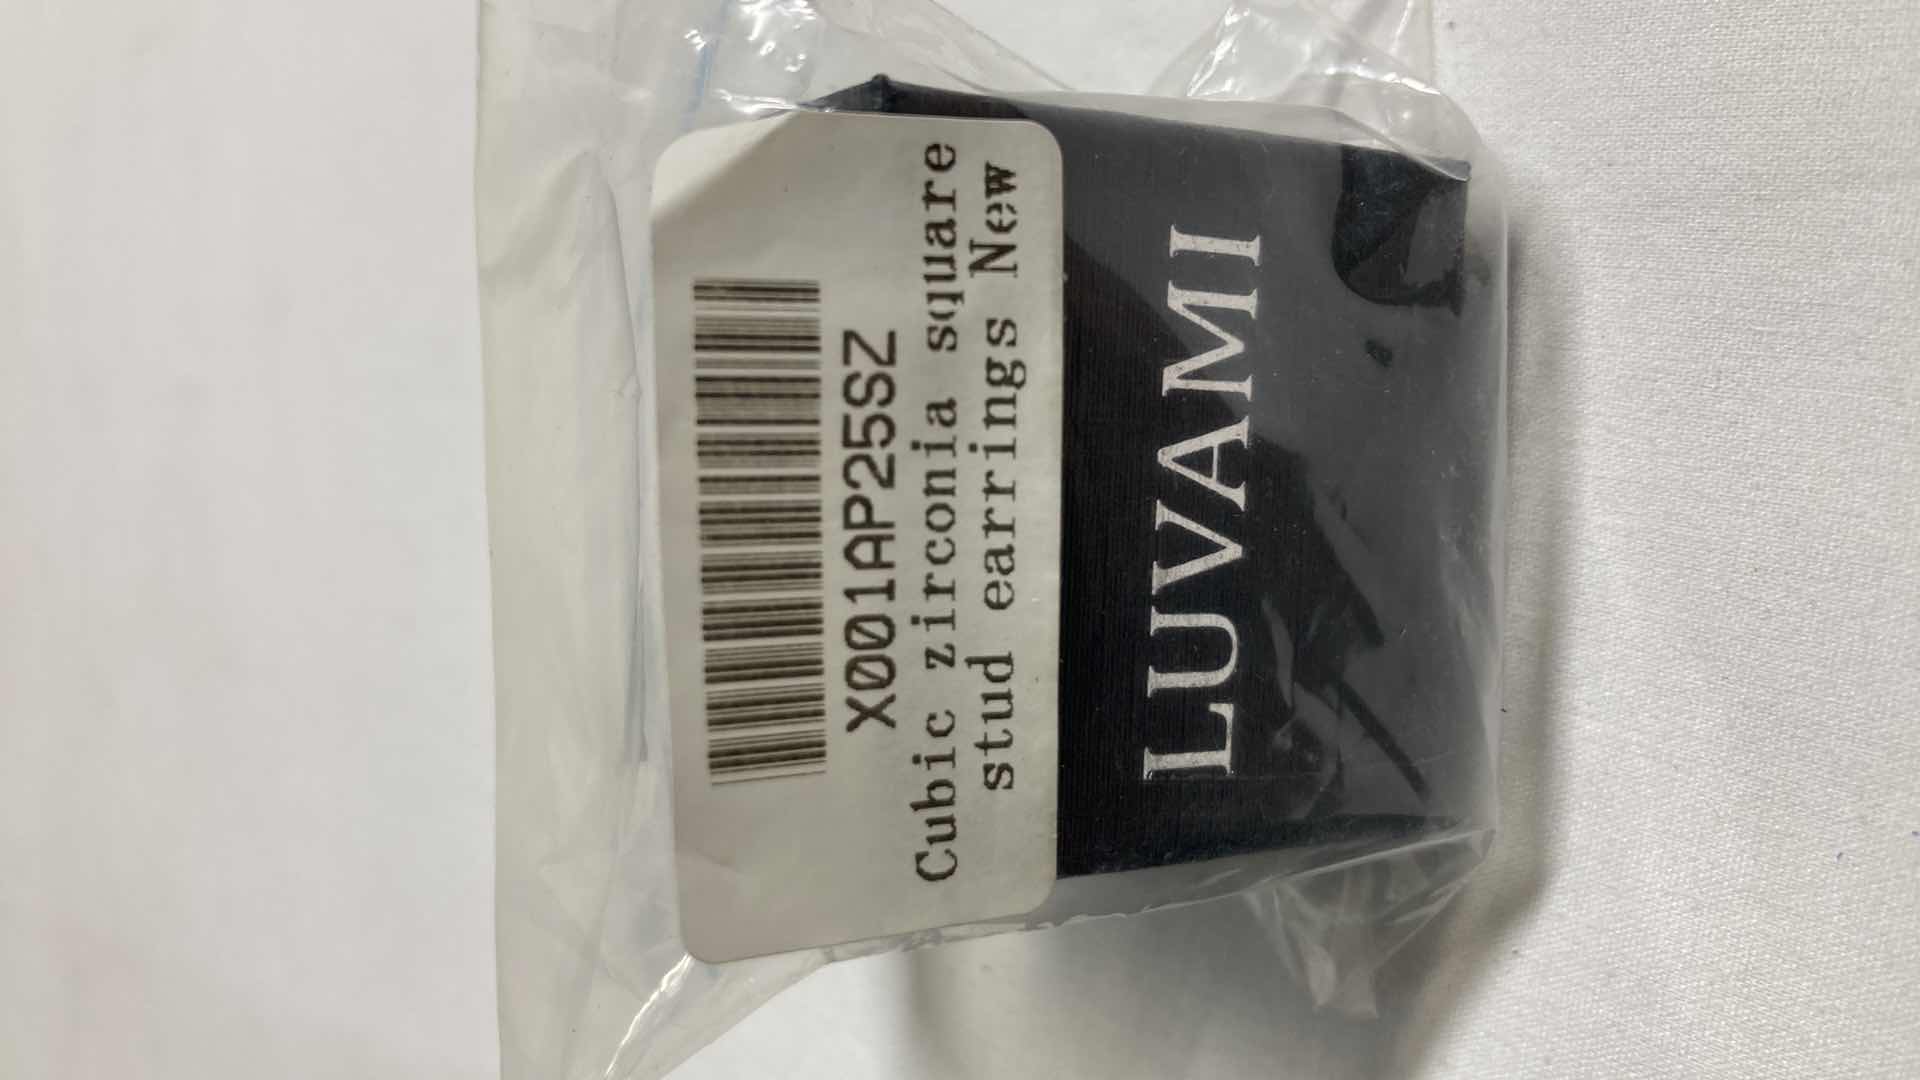 X001AP25SZ
Cubic zirconia square
stud earrings New
LUVAMI